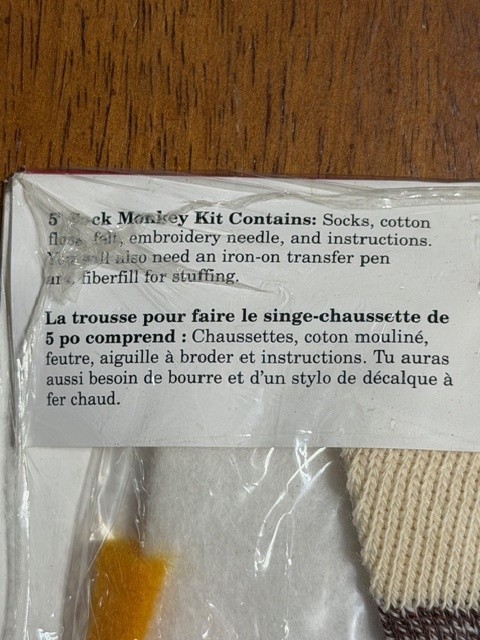 5" Sock Monkey Kit Contains: Socks, cotton
floss, felt, embroidery needle, and instructions.
You will also need an iron-on transfer pen
and fiberfill for stuffing.
La trousse pour faire le singe-chaussette de
5 po comprend : Chaussettes, coton mouliné,
feutre, aiguille à broder et instructions. Tu auras
aussi besoin de bourre et d'un stylo de décalque à
fer chaud.